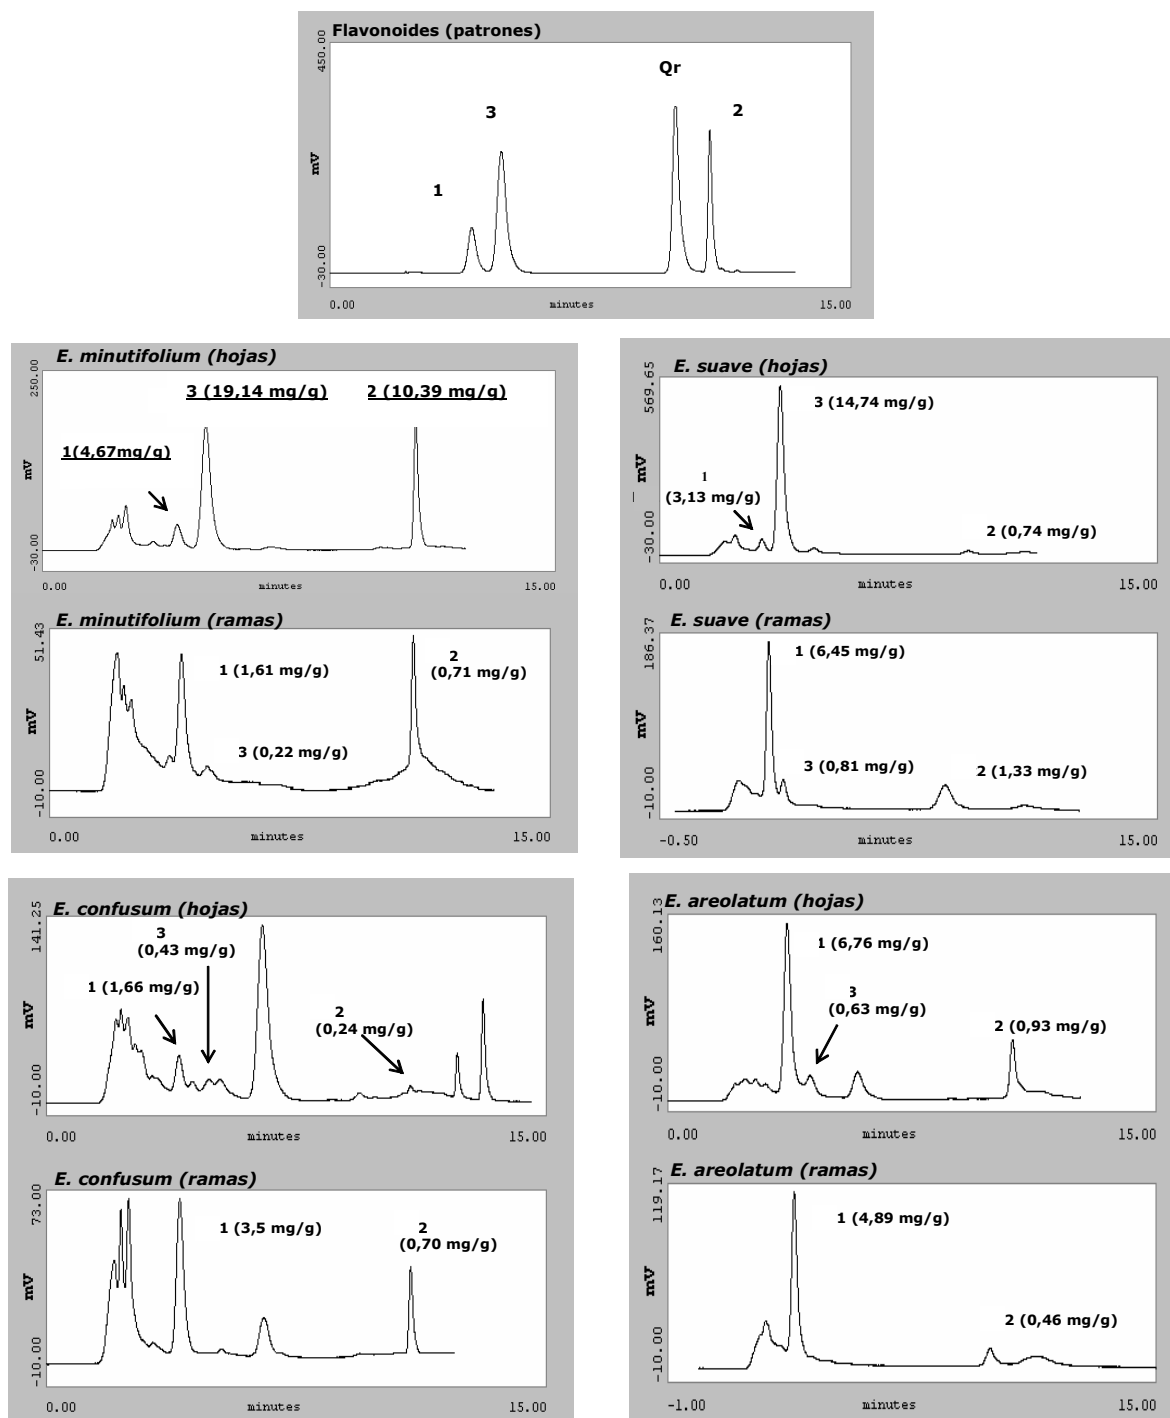 Flavonoides (patrones)
450.00
Qr
3
2
mV
1
-30.00
0.00
minutes
15.00
E. minutifolium (hojas)
250.00
3 (19,14 mg/g)
2 (10,39 mg/g)
1(4,67mg/g)
mV
-30.00
0.00
minutes
15.00
E. minutifolium (ramas)
51.43
1 (1,61 mg/g)
2
(0,71 mg/g)
mV
3 (0,22 mg/g)
-10.00
0.00
minutes
15.00
E. suave (hojas)
569.65
3 (14,74 mg/g)
mV
1
(3,13 mg/g)
2 (0,74 mg/g)
-30.00
0.00
minutes
15.00
E. suave (ramas)
186.37
1 (6,45 mg/g)
mV
3 (0,81 mg/g)
2 (1,33 mg/g)
-10.00
-0.50
minutes
15.00
E. confusum (hojas)
141.25
3
(0,43 mg/g)
1 (1,66 mg/g)
2
(0,24 mg/g)
mV
-10.00
0.00
minutes
15.00
E. confusum (ramas)
73.00
1 (3,5 mg/g)
2
(0,70 mg/g)
mV
-10.00
0.00
minutes
15.00
E. areolatum (hojas)
160.13
1 (6,76 mg/g)
3
(0,63 mg/g)
mV
2 (0,93 mg/g)
-10.00
0.00
minutes
15.00
E. areolatum (ramas)
119.17
1 (4,89 mg/g)
mV
2 (0,46 mg/g)
-10.00
-1.00
minutes
15.00